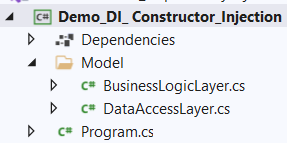 C# Demo_DI_ Constructor_Injection
Dependencies
Model
C# BusinessLogicLayer.cs
C# DataAccessLayer.cs
C# Program.cs